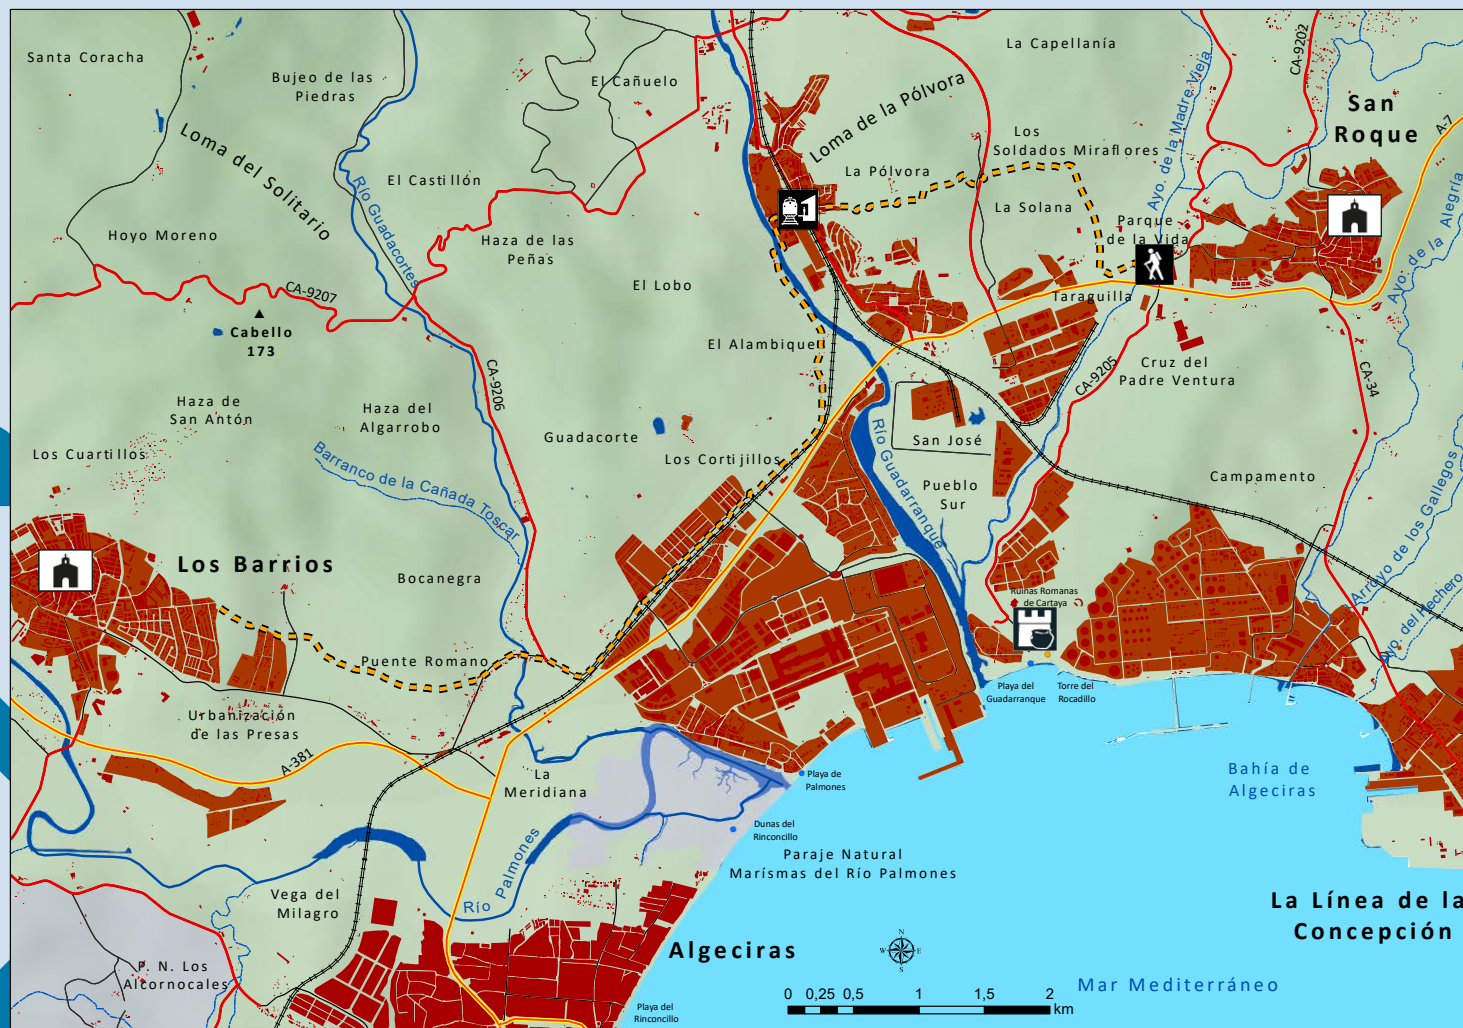 Santa Coracha
Bujeo de las
Piedras
El Cañuelo
La Capellanía
CA-9202
San
Roque
A-7
Loma del Solitario
Loma de la Pólvora
Los
Soldados Miraflores
Ayo. de la Madre Vieja
El Castillón
La Pólvora
Río Guadacortes
La Solana
Parque
de la Vida
Ayo. de la Alegría
Hoyo Moreno
Haza de las
Peñas
El Lobo
CA-9207
Taraguilla
Cabello
173
El Alambique
CA-9206
CA-9205
Cruz del
Padre Ventura
CA-34
Haza de
San Antón
Haza del
Algarrobo
Guadacorte
Río Guadarranque
San José
Los Cuartillos
Los Cortijillos
Barranco de la Cañada Toscar
Pueblo
Sur
Campamento
Arroyo de los Gallegos
Los Barrios
Bocanegra
Ruinas Romanas
de Cartaya
Ayo. del Hechero
Puente Romano
Playa del
Guadarranque
Torre del
Rocadillo
Urbanización
de las Presas
A-381
La
Meridiana
Playa de
Palmones
Bahía de
Algeciras
Dunas del
Rinconcillo
Paraje Natural
Marísmas del Río Palmones
Río Palmones
Vega del
Milagro
La Línea de la
Concepción
Algeciras
N
W E
S
P. N. Los
Alcornocales
Mar Mediterráneo
0 0,25 0,5 1 1,5 2
km
Playa del
Rinconcillo